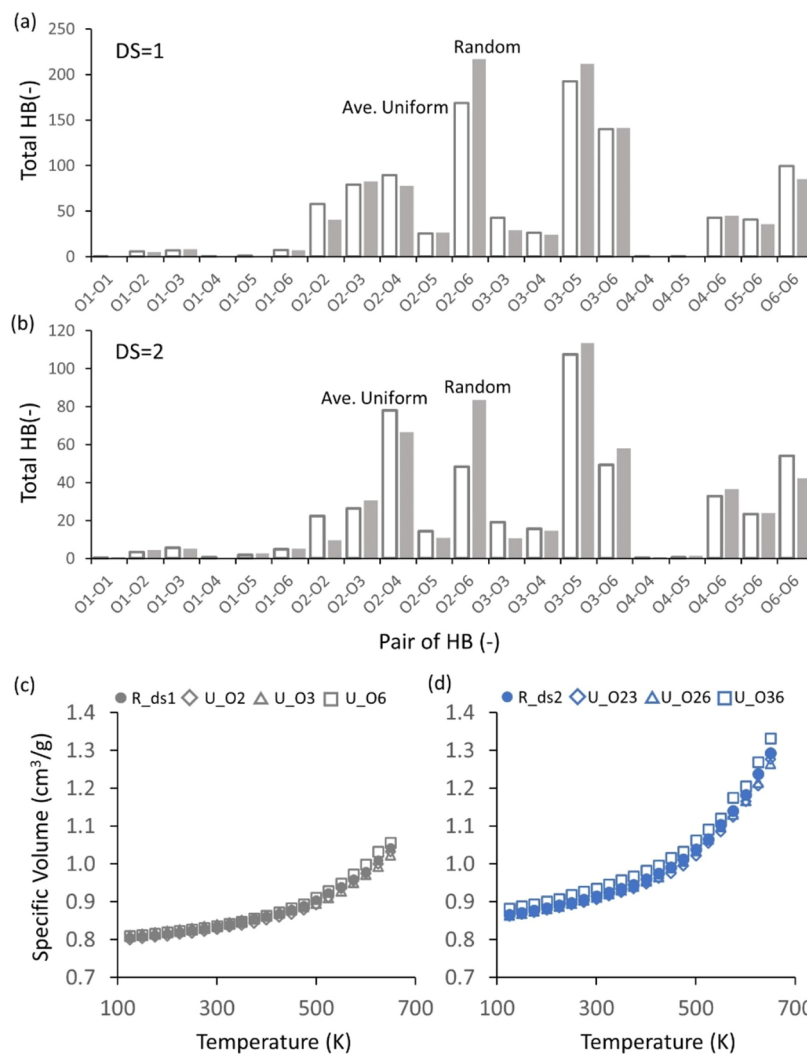 (a)
DS=1
Random
Ave. Uniform
Total HB(-)
250
200
150
100
50
0
O1-O1 O1-O2 O1-O3 O1-O4 O1-O5 O1-O6 O2-O2 O2-O3 O2-O4 O2-O5 O2-O6 O3-O3 O3-O4 O3-O5 O3-O6 O4-O4 O4-O5 O4-O6 O5-O6 O6-O6
(b)
DS=2
Random
Ave. Uniform
Total HB(-)
120
100
80
60
40
20
0
O1-O1 O1-O2 O1-O3 O1-O4 O1-O5 O1-O6 O2-O2 O2-O3 O2-O4 O2-O5 O2-O6 O3-O3 O3-O4 O3-O5 O3-O6 O4-O4 O4-O5 O4-O6 O5-O6 O6-O6
Pair of HB (-)
(c)
R_ds1 U_O2 U_O3 U_O6
Specific Volume (cm³/g)
1.4
1.3
1.2
1.1
1.0
0.9
0.8
0.7
100 300 500 700
Temperature (K)
(d)
R_ds2 U_O23 U_O26 U_O36
1.4
1.3
1.2
1.1
1.0
0.9
0.8
0.7
100 300 500 700
Temperature (K)